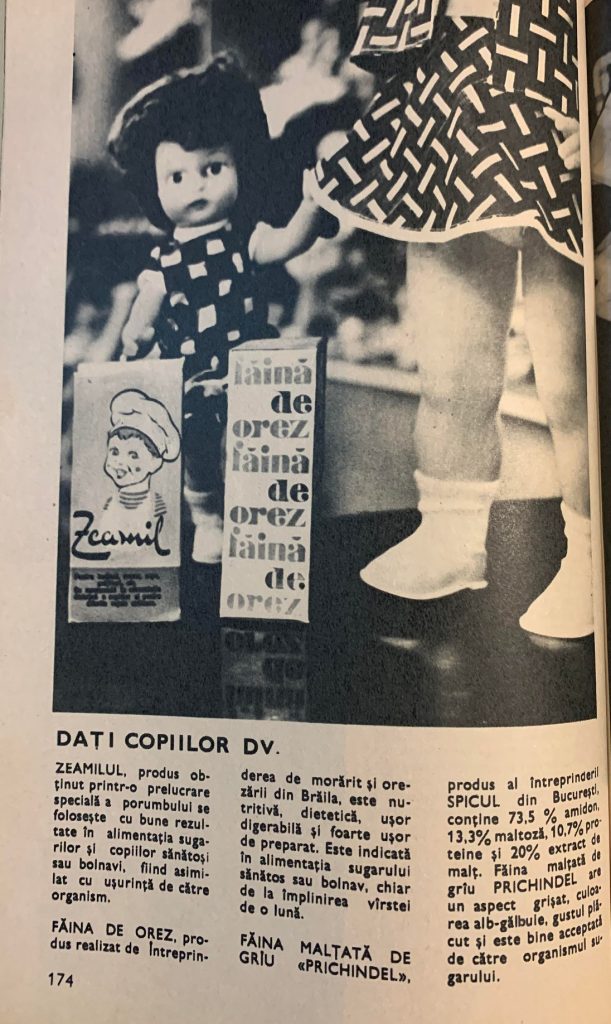 făină
de
orez
făină
de
orez
făină
de
orez
Zeamil
DAȚI COPIILOR DV.
ZEAMILUL, produs ob-
ținut printr-o prelucrare
specială a porumbului se
folosește cu bune rezul-
tate în alimentația suga-
rilor și copiilor sănătoși
sau bolnavi, fiind asimi-
lat cu ușurință de către
organism.
FĂINA DE OREZ, pro-
dus realizat de Întreprin-
derea de morărit și ore-
zării din Brăila, este nu-
tritivă, dietetică, ușor
digerabilă și foarte ușor
de preparat. Este indicată
în alimentația sugarului
sănătos sau bolnav, chiar
de la împlinirea vîrstei
de o lună.
FĂINA MALȚATĂ DE
GRÎU «PRICHINDEL»,
produs al întreprinderii
SPICUL din București,
conține 73,5 % amidon,
13,3% maltoză, 10,7% pro-
teine și 20% extract de
malț. Făina malțată de
grîu PRICHINDEL are
un aspect grișat, culoa-
rea alb-gălbuie, gustul plă-
cut și este bine acceptată
de către organismul su-
garului.
174